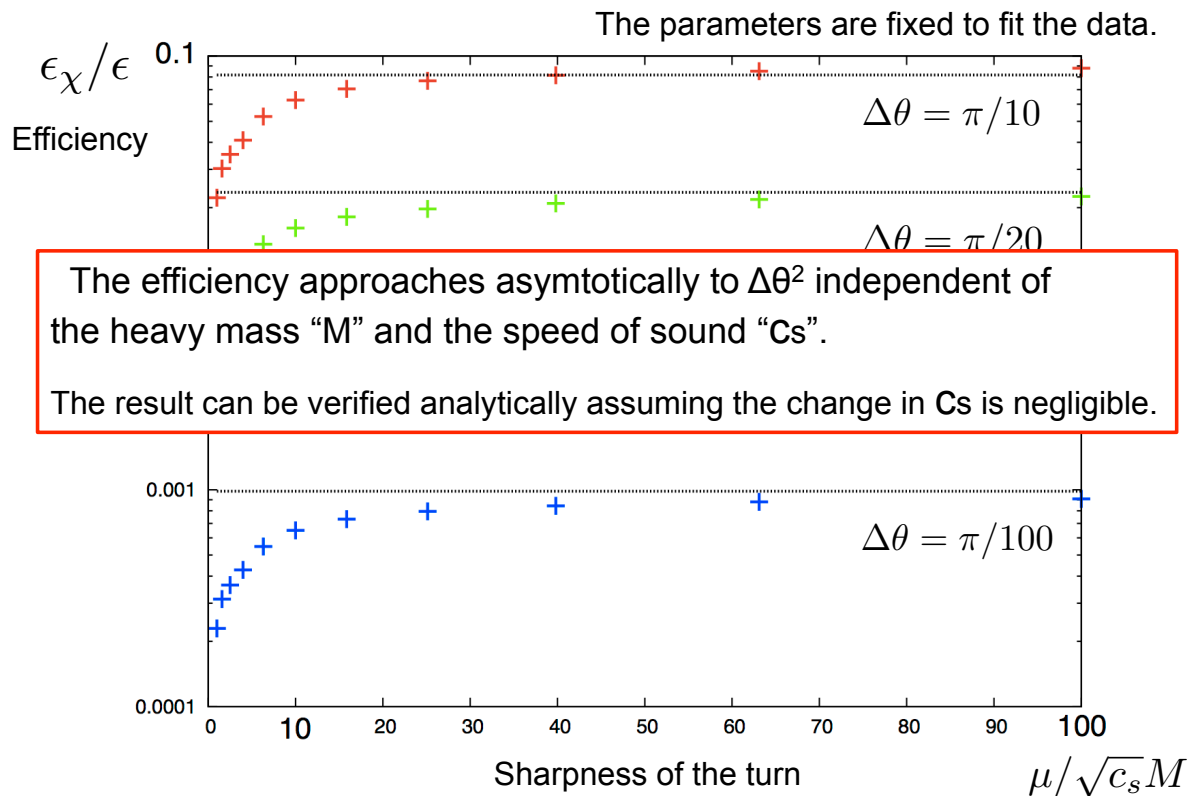 The parameters are fixed to fit the data.
ϵχ/ϵ
0.1
Efficiency
Δθ = π/10
Δθ = π/20
The efficiency approaches asymtotically to Δθ² independent of
the heavy mass “M” and the speed of sound “Cs”.
The result can be verified analytically assuming the change in Cs is negligible.
0.001
Δθ = π/100
0.0001
0 10 20 30 40 50 60 70 80 90 100
Sharpness of the turn
μ/√cₛM